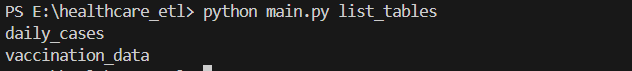 PS E:\healthcare_etl> python main.py list_tables
daily_cases
vaccination_data